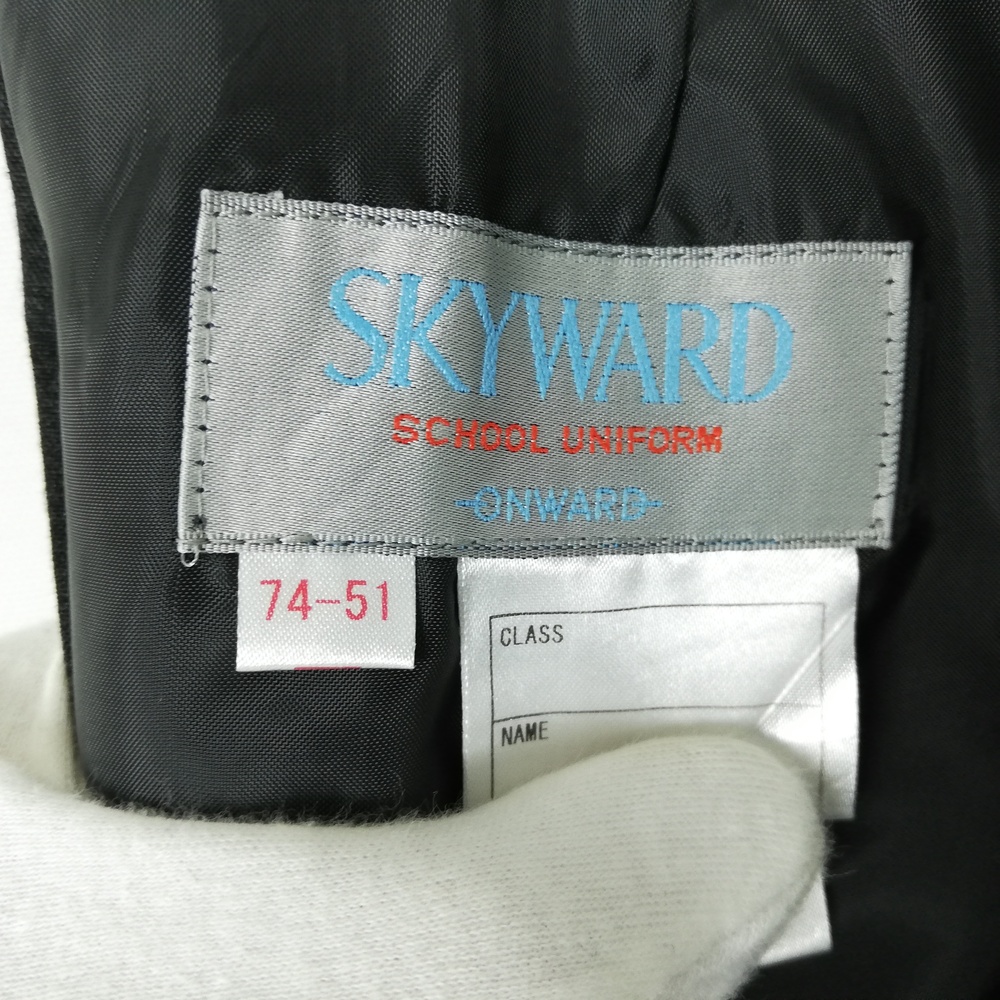 SKYWARD
SCHOOL UNIFORM
-ONWARD-
74-51
CLASS
NAME